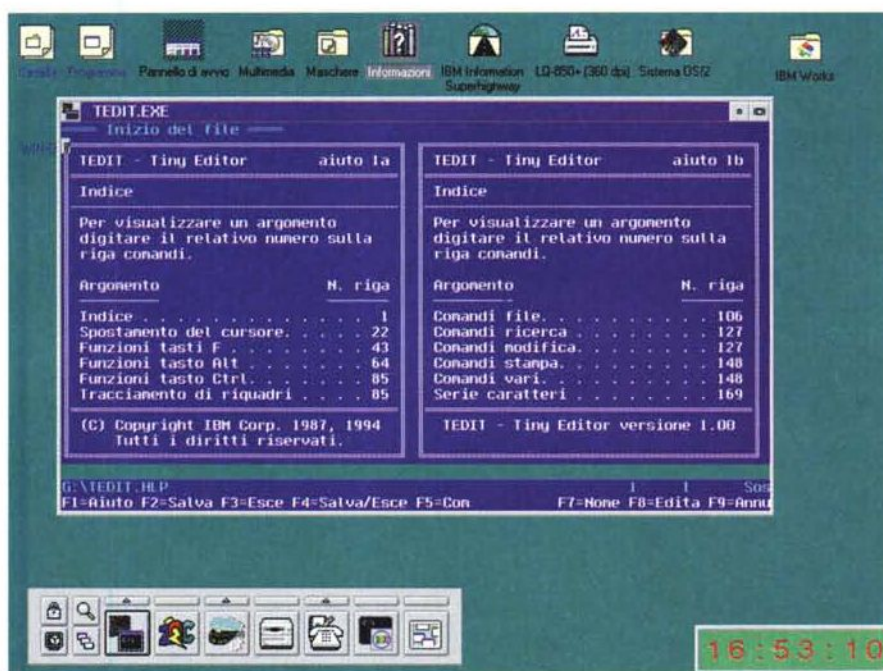 Pannello di avvio Multimedia Maschere Informazioni IBM Information Superhighway LQ-850+ (360 dpi) Sistema OS/2 IBM Works
TEDIT.EXE
Inizio del file
TEDIT - Tiny Editor aiuto 1a
Indice
Per visualizzare un argomento
digitare il relativo numero sulla
riga comandi.
Argomento N. riga
Indice . . . . . . . . . . . . . 1
Spostamento del cursore. . . . . 22
Funzioni tasti F . . . . . . . . 43
Funzioni tasto Alt . . . . . . . 64
Funzioni tasto Ctrl. . . . . . . 85
Tracciamento di riquadri . . . . 85
(C) Copyright IBM Corp. 1987, 1994
Tutti i diritti riservati.
TEDIT - Tiny Editor aiuto 1b
Indice
Per visualizzare un argomento
digitare il relativo numero sulla
riga comandi.
Argomento N. riga
Comandi file. . . . . . . . . . 106
Comandi ricerca . . . . . . . . 127
Comandi modifica. . . . . . . . 127
Comandi stampa. . . . . . . . . 148
Comandi vari. . . . . . . . . . 148
Serie caratteri . . . . . . . . 169
TEDIT - Tiny Editor versione 1.00
G:\TEDIT.HLP 1 1 Sos
F1=Aiuto F2=Salva F3=Esce F4=Salva/Esce F5=Com F7=Nome F8=Edita F9=Annu
16:53:10